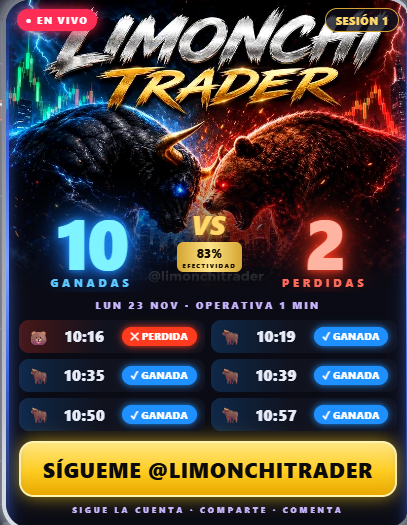 • EN VIVO
SESIÓN 1
LIMONCHI
TRADER
VS
10
2
83%
EFECTIVIDAD
@limonchitrader
GANADAS
PERDIDAS
LUN 23 NOV · OPERATIVA 1 MIN
10:16 ✕ PERDIDA
10:19 ✓ GANADA
10:35 ✓ GANADA
10:39 ✓ GANADA
10:50 ✓ GANADA
10:57 ✓ GANADA
SÍGUEME @LIMONCHITRADER
SIGUE LA CUENTA · COMPARTE · COMENTA